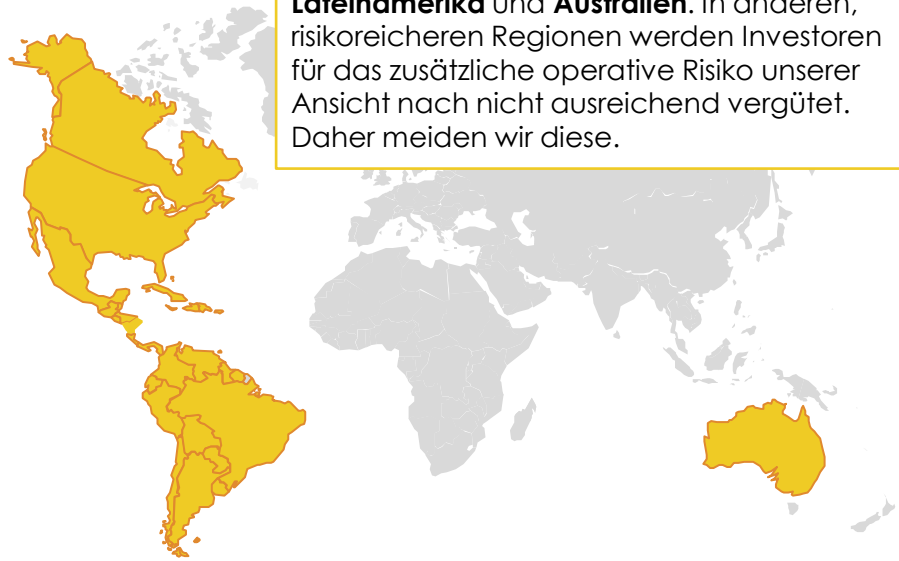 Lateinamerika und Australien. In anderen,
risikoreicheren Regionen werden Investoren
für das zusätzliche operative Risiko unserer
Ansicht nach nicht ausreichend vergütet.
Daher meiden wir diese.